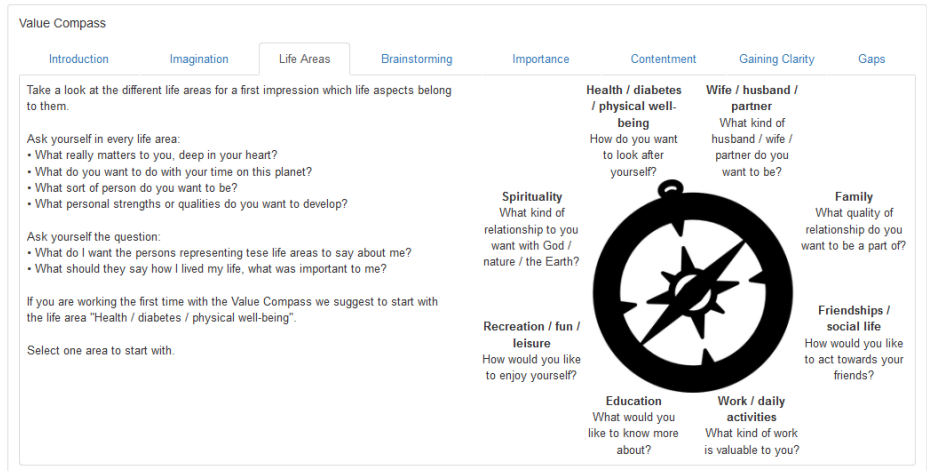 Value Compass
Introduction
Imagination
Life Areas
Brainstorming
Importance
Contentment
Gaining Clarity
Gaps
Take a look at the different life areas for a first impression which life aspects belong
to them.
Ask yourself in every life area:
• What really matters to you, deep in your heart?
• What do you want to do with your time on this planet?
• What sort of person do you want to be?
• What personal strengths or qualities do you want to develop?
Ask yourself the question:
• What do I want the persons representing tese life areas to say about me?
• What should they say how I lived my life, what was important to me?
If you are working the first time with the Value Compass we suggest to start with
the life area "Health / diabetes / physical well-being".
Select one area to start with.
Health / diabetes
/ physical well-
being
How do you want
to look after
yourself?
Wife / husband /
partner
What kind of
husband / wife /
partner do you
want to be?
Spirituality
What kind of
relationship to you
want with God /
nature / the Earth?
Family
What quality of
relationship do you
want to be a part of?
Recreation / fun /
leisure
How would you like
to enjoy yourself?
Friendships /
social life
How would you like
to act towards your
friends?
Education
What would you
like to know more
about?
Work / daily
activities
What kind of work
is valuable to you?